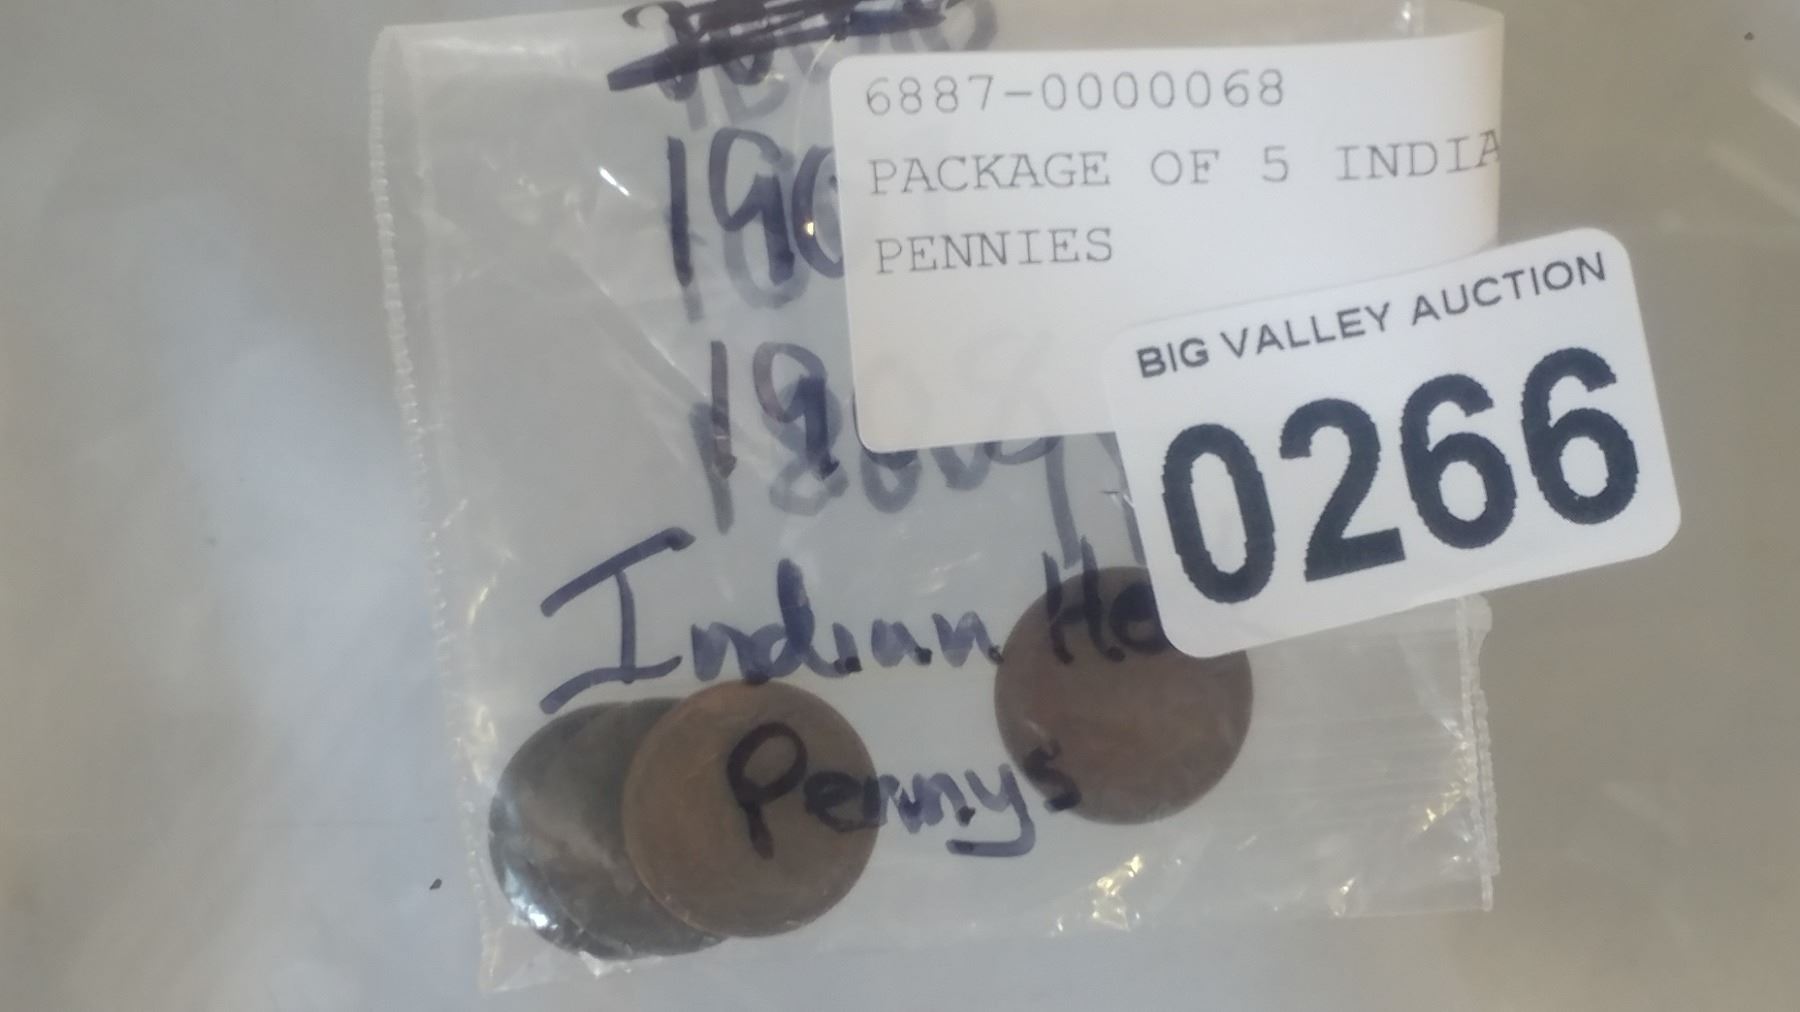 6887-0000068
PACKAGE OF 5 INDIA
PENNIES
BIG VALLEY AUCTION
0266
Indian He
Pennys